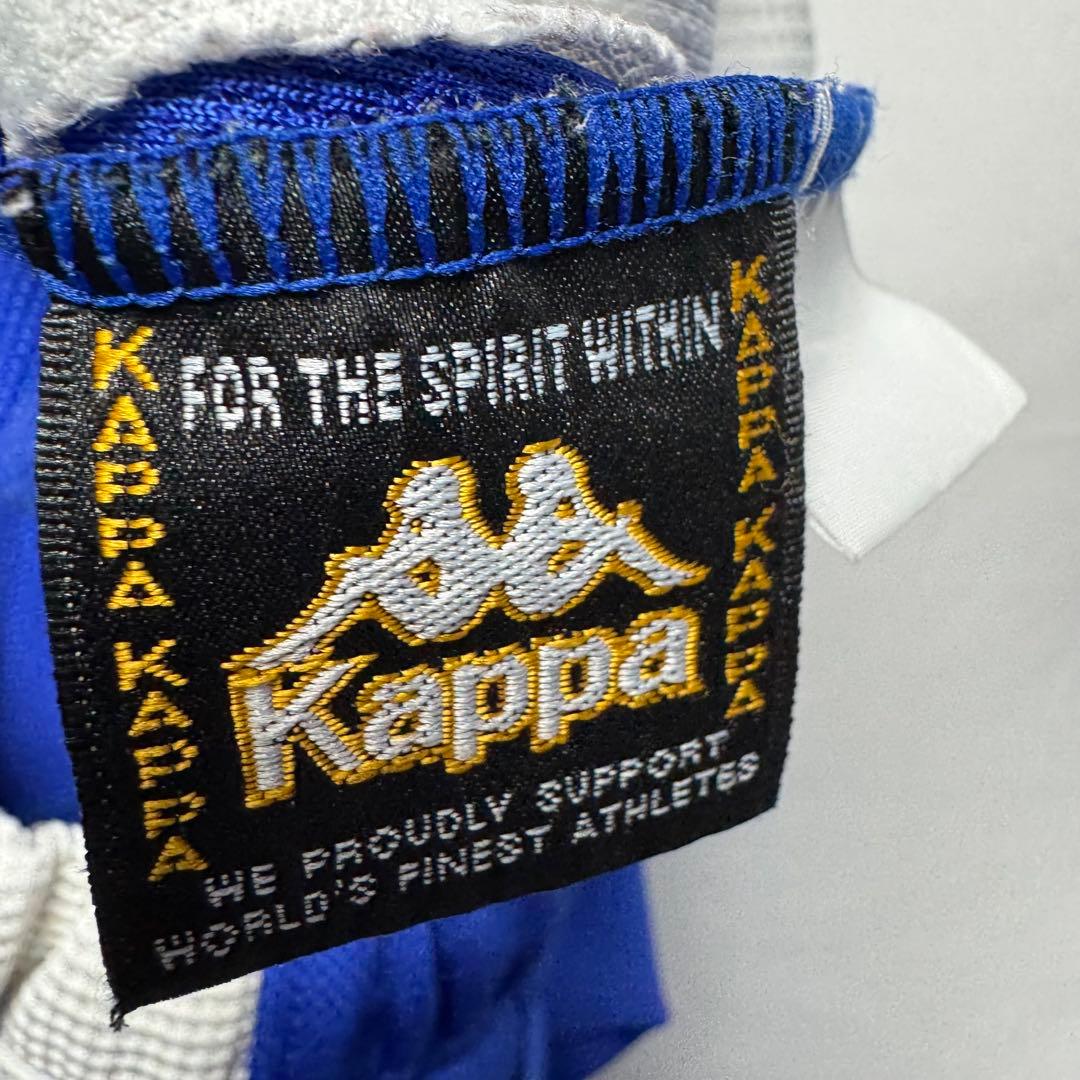 FOR THE SPIRIT WITHIN
KAPPA KAPPA
Kappa
KAPPA KAPPA
WE PROUDLY SUPPORT
WORLD'S FINEST ATHLETES